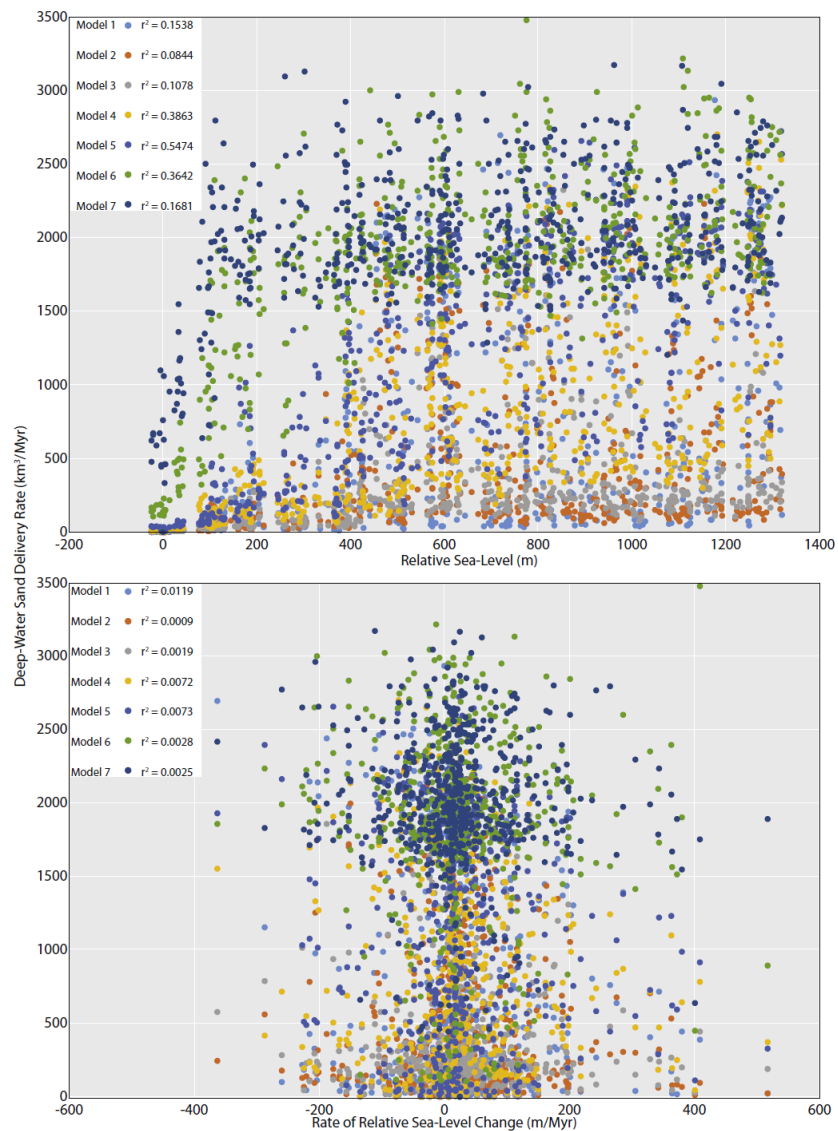 3500
Model 1 r² = 0.1538
Model 2 r² = 0.0844
3000
Model 3 r² = 0.1078
Model 4 r² = 0.3863
2500
Model 5 r² = 0.5474
Model 6 r² = 0.3642
Model 7 r² = 0.1681
2000
1500
1000
500
0
-200 0 200 400 600 800 1000 1200 1400
Relative Sea-Level (m)
Deep-Water Sand Delivery Rate (km³/Myr)
3500
Model 1 r² = 0.0119
Model 2 r² = 0.0009
3000
Model 3 r² = 0.0019
Model 4 r² = 0.0072
2500
Model 5 r² = 0.0073
Model 6 r² = 0.0028
Model 7 r² = 0.0025
2000
1500
1000
500
0
-600 -400 -200 0 200 400 600
Rate of Relative Sea-Level Change (m/Myr)